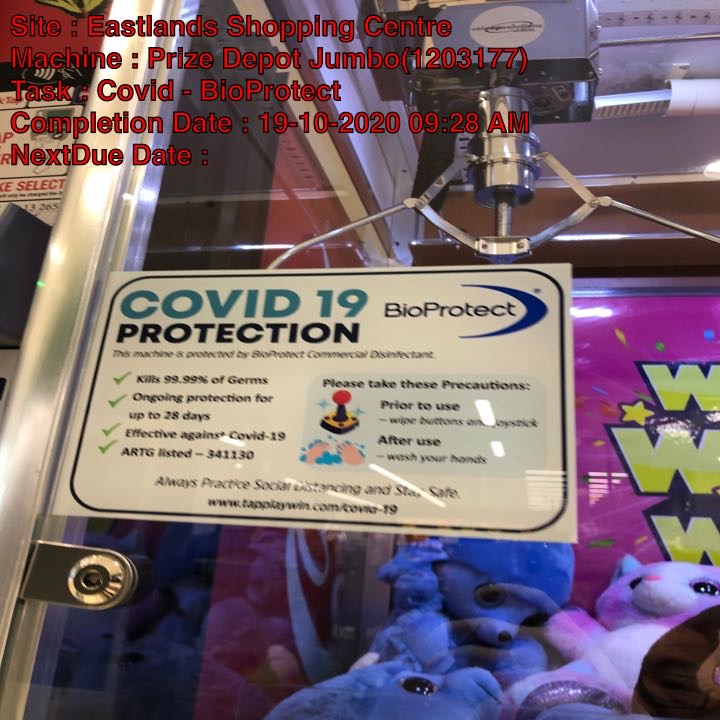 Site : Eastlands Shopping Centre
Machine : Prize Depot Jumbo(1203177)
Task : Covid - BioProtect
Completion Date : 19-10-2020 09:28 AM
NextDue Date :
KE SELECT
COVID 19
PROTECTION
BioProtect®
This machine is protected by BioProtect Commercial Disinfectant.
Kills 99.99% of Germs
Ongoing protection for
up to 28 days
Effective against Covid-19
ARTG listed – 341130
Please take these Precautions:
Prior to use
– wipe buttons and joystick
After use
– wash your hands
Always Practice Social Distancing and Stay Safe.
www.tapplaywin.com/covid-19
W
W
W